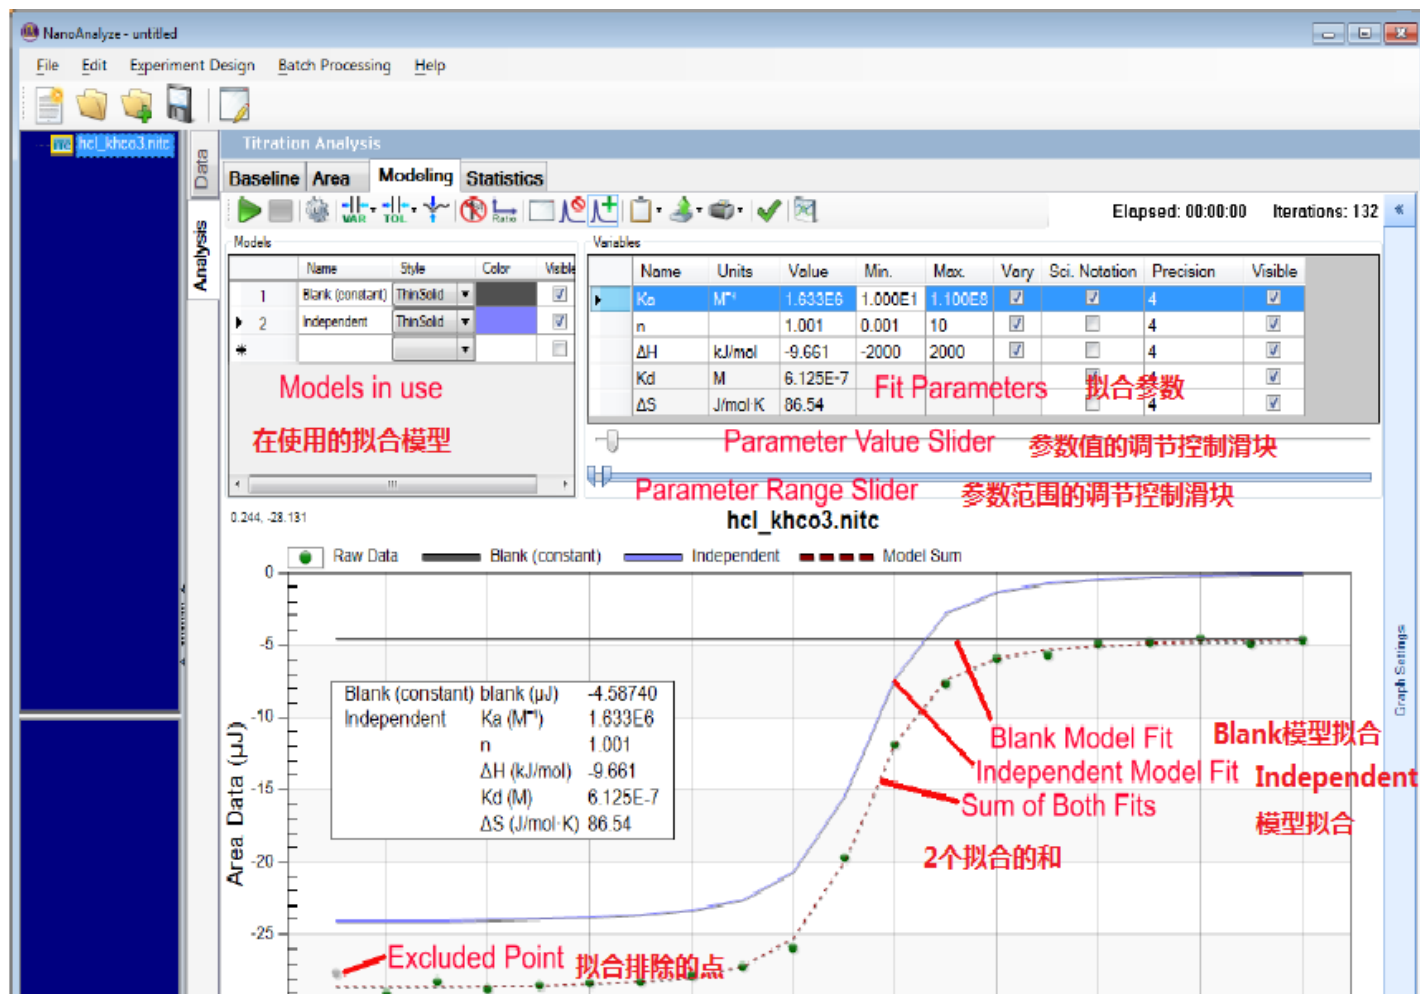 NanoAnalyze - untitled
File Edit Experiment Design Batch Processing Help
hcl_khco3.nitc
Data
Analysis
Titration Analysis
Baseline Area Modeling Statistics
VAR TOL Ratio
Elapsed: 00:00:00 Iterations: 132
Models
Name Style Color Visible
1 Blank (constant) ThinSolid
2 Independent ThinSolid
Models in use
在使用的拟合模型
Variables
Name Units Value Min. Max. Vary Sci. Notation Precision Visible
Ka M⁻¹ 1.633E6 1.000E1 1.100E8 4
n 1.001 0.001 10 4
ΔH kJ/mol -9.661 -2000 2000 4
Kd M 6.125E-7 4
ΔS J/mol·K 86.54 4
Fit Parameters 拟合参数
Parameter Value Slider 参数值的调节控制滑块
Parameter Range Slider 参数范围的调节控制滑块
0.244, -28.131
hcl_khco3.nitc
Raw Data Blank (constant) Independent Model Sum
0
-5
-10
-15
-20
-25
Area Data (µJ)
Blank (constant) blank (µJ) -4.58740
Independent Ka (M⁻¹) 1.633E6
n 1.001
ΔH (kJ/mol) -9.661
Kd (M) 6.125E-7
ΔS (J/mol·K) 86.54
Blank Model Fit Blank模型拟合
Independent Model Fit Independent
模型拟合
Sum of Both Fits
2个拟合的和
Excluded Point 拟合排除的点
Graph Settings